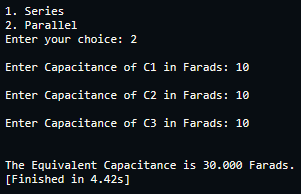 1. Series
2. Parallel
Enter your choice: 2
Enter Capacitance of C1 in Farads: 10
Enter Capacitance of C2 in Farads: 10
Enter Capacitance of C3 in Farads: 10
The Equivalent Capacitance is 30.000 Farads.
[Finished in 4.42s]